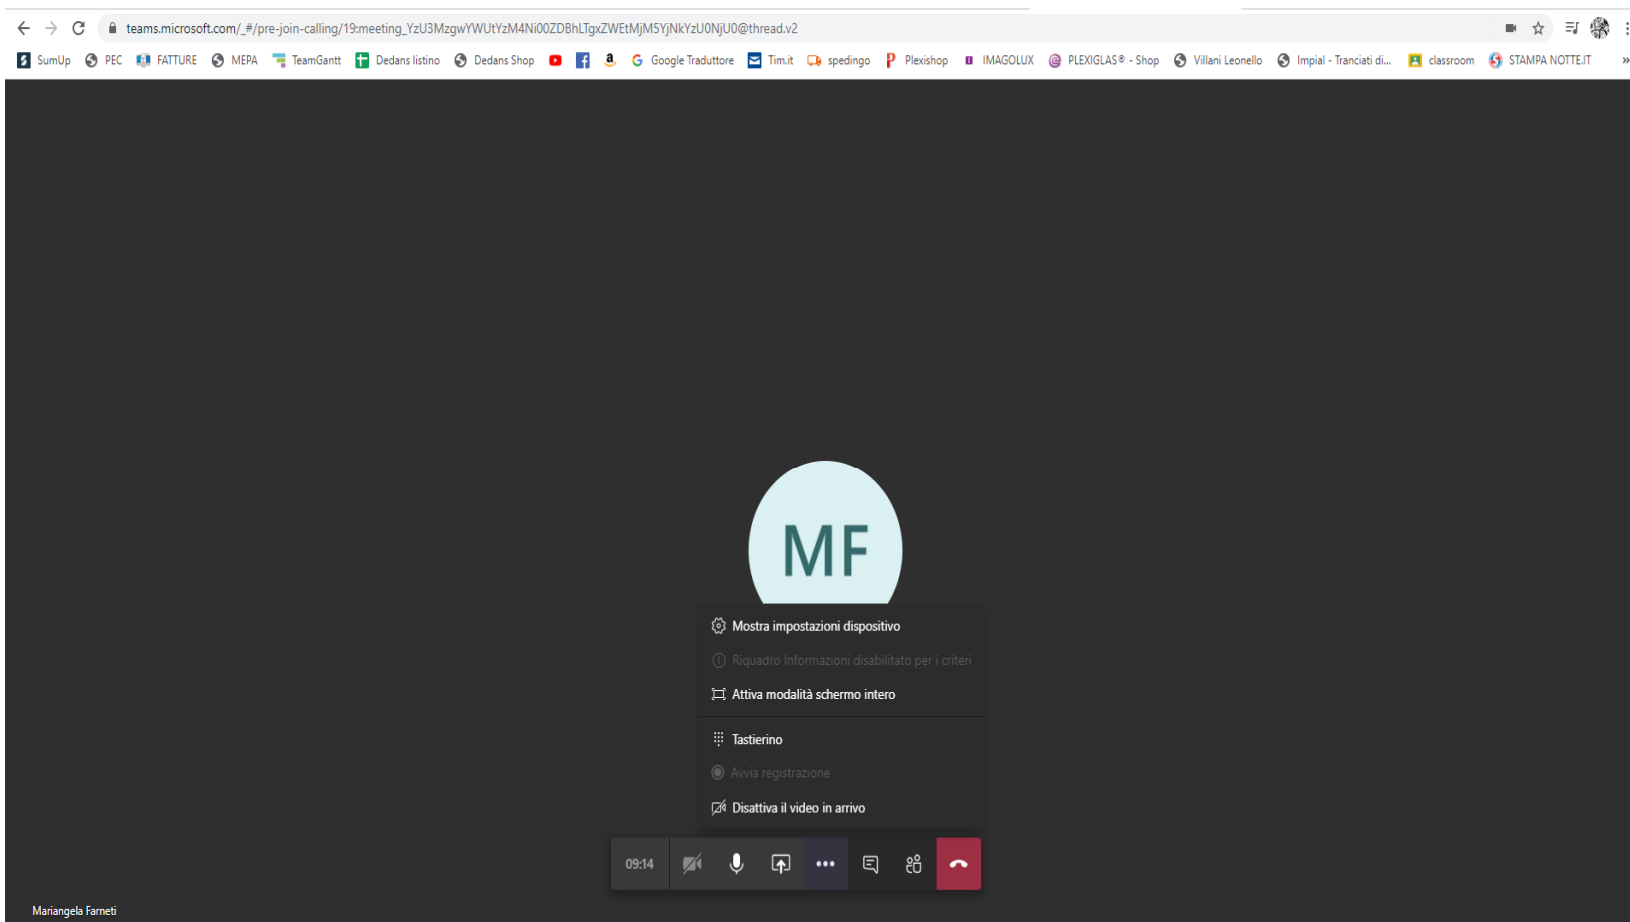 teams.microsoft.com/_#/pre-join-calling/19:meeting_YzU3MzgwYWUtYzM4Ni00ZDBhLTgxZWEtMjM5YjNkYzU0NjU0@thread.v2
SumUp PEC FATTURE MEPA TeamGantt Dedans listino Dedans Shop Google Traduttore Tim.it spedingo Plexishop IMAGOLUX PLEXIGLAS® - Shop Villani Leonello Impial - Tranciati di... classroom STAMPA NOTTE.IT »
MF
Mostra impostazioni dispositivo
Riquadro Informazioni disabilitato per i criteri
Attiva modalità schermo intero
Tastierino
Avvia registrazione
Disattiva il video in arrivo
09:14
Mariangela Farneti